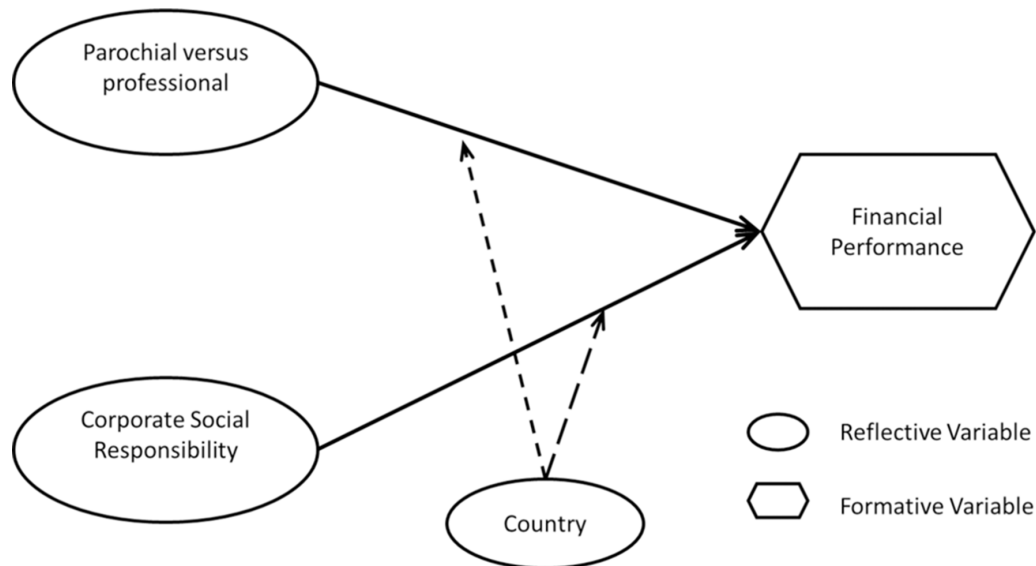 Parochial versus
professional
Financial
Performance
Corporate Social
Responsibility
Country
Reflective Variable
Formative Variable